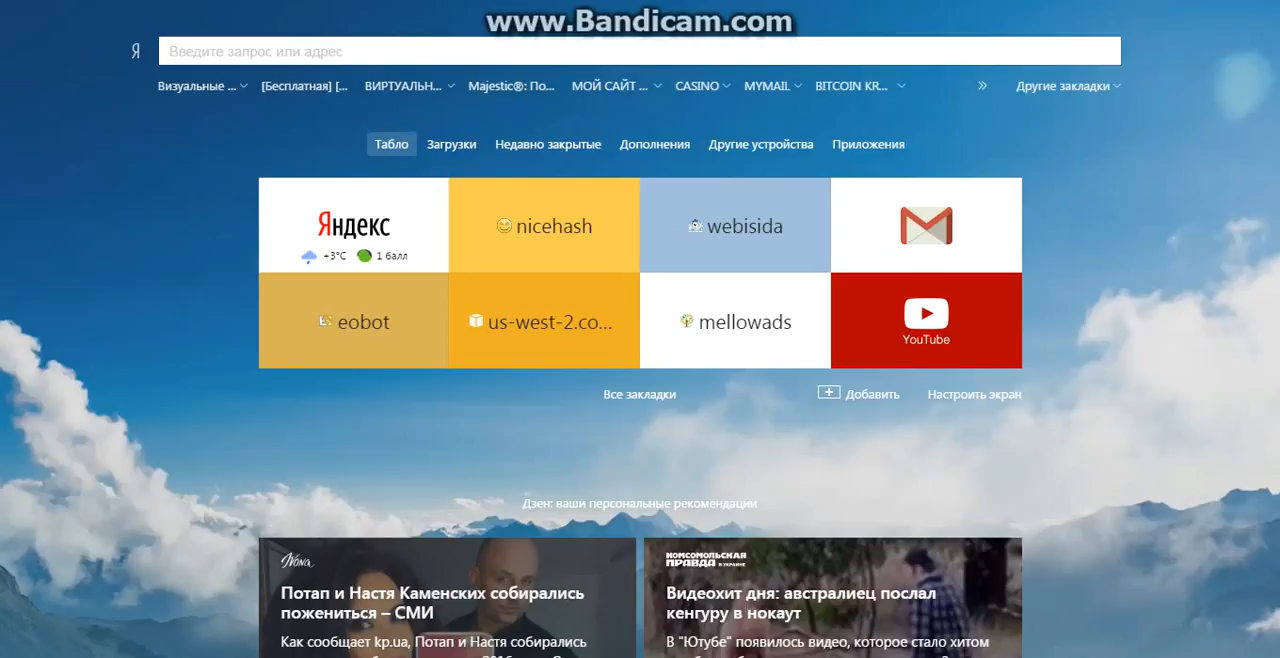 www.Bandicam.com
Я Введите запрос или адрес
Визуальные ... [Бесплатная] [... ВИРТУАЛЬН... Majestic®: По... МОЙ САЙТ ... CASINO MYMAIL BITCOIN KR... » Другие закладки
Табло Загрузки Недавно закрытые Дополнения Другие устройства Приложения
Яндекс
+3°C 1 балл
nicehash
webisida
eobot
us-west-2.co...
mellowads
YouTube
Все закладки Добавить Настроить экран
Дзен: ваши персональные рекомендации
Ivona
Потап и Настя Каменских собирались
пожениться – СМИ
Как сообщает kp.ua, Потап и Настя собирались
КОМСОМОЛЬСКАЯ
ПРАВДА В УКРАИНЕ
Видеохит дня: австралиец послал
кенгуру в нокаут
В "Ютубе" появилось видео, которое стало хитом